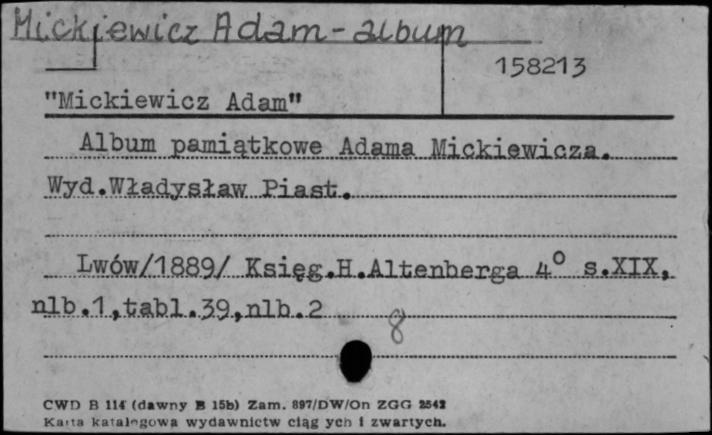 Mickiewicz Adam - album
158213
"Mickiewicz Adam"
Album pamiątkowe Adama Mickiewicza.
Wyd.Władysław Piast.
Lwów/1889/ Księg.H.Altenberga 4° s.XIX,
nlb.1,tabl.39,nlb.2
8
CWD B 114 (dawny B 15b) Zam. 897/DW/On ZGG 2542
Karta katalogowa wydawnictw ciąg ych i zwartych.